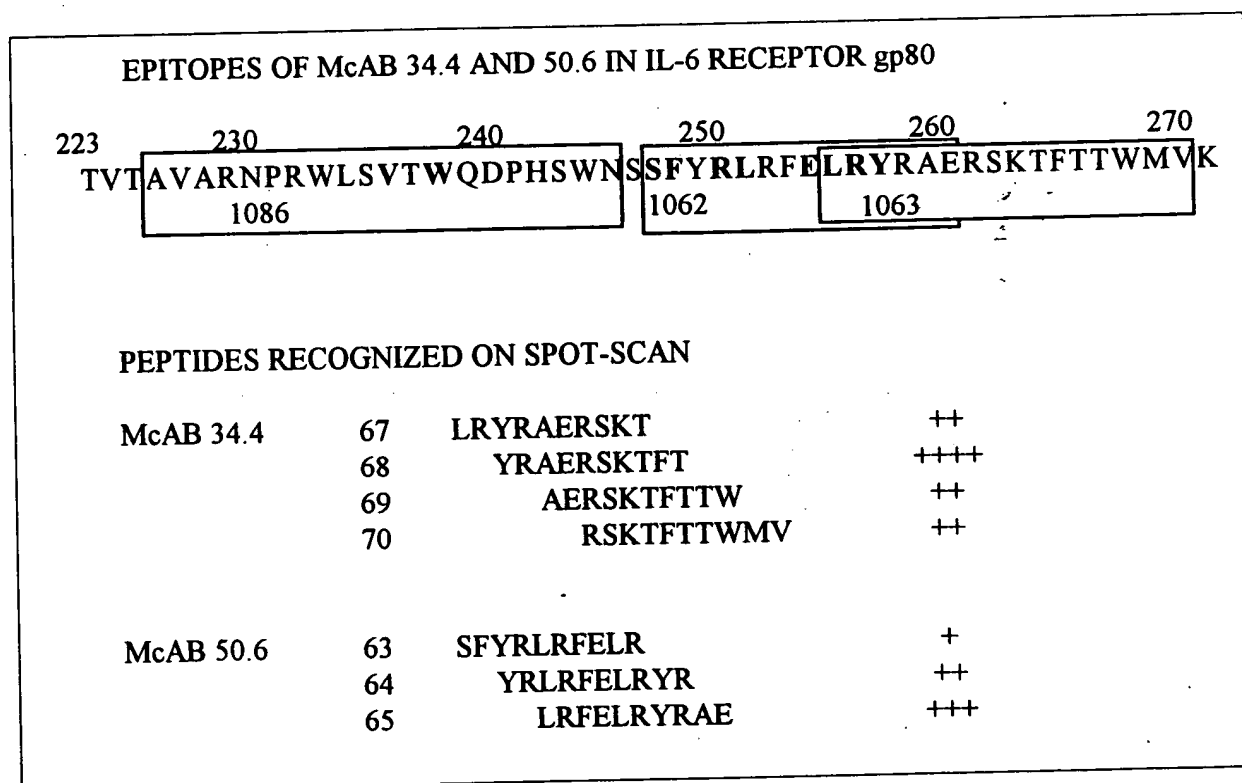 EPITOPES OF McAB 34.4 AND 50.6 IN IL-6 RECEPTOR gp80
223 230 240 250 260 270
TVTAVARNPRWLSVTWQDPHSWNSSFYRLRFELRYRAERSKTFTTWMVK
1086 1062 1063
PEPTIDES RECOGNIZED ON SPOT-SCAN
McAB 34.4 67 LRYRAERSKT ++
68 YRAERSKTFT ++++
69 AERSKTFTTW ++
70 RSKTFTTWMV ++
McAB 50.6 63 SFYRLRFELR +
64 YRLRFELRYR ++
65 LRFELRYRAE +++